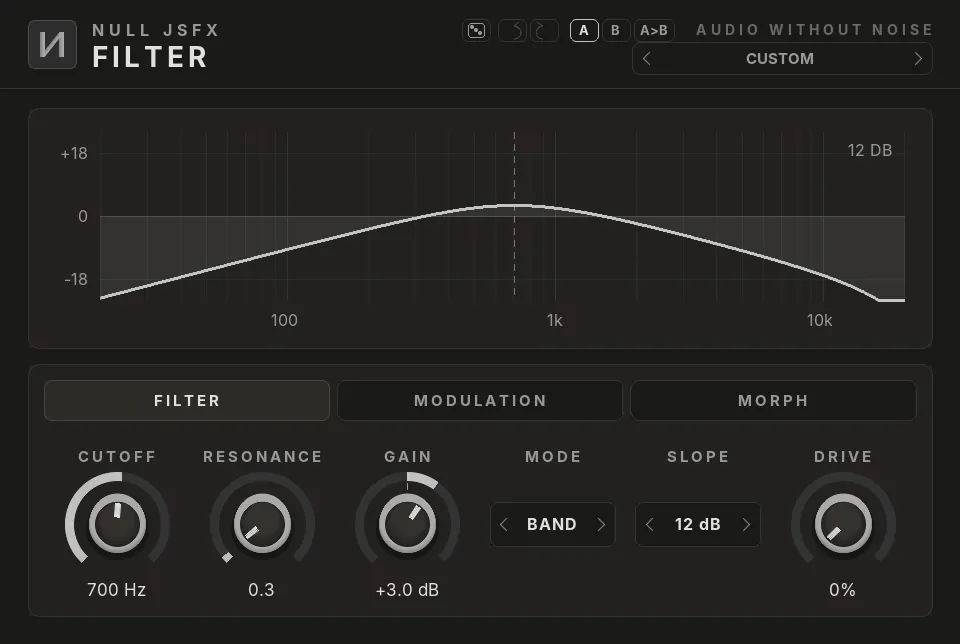 NULL JSFX
FILTER
A B A>B
AUDIO WITHOUT NOISE
CUSTOM
+18
12 DB
0
-18
100 1k 10k
FILTER MODULATION MORPH
CUTOFF RESONANCE GAIN MODE SLOPE DRIVE
BAND 12 dB
700 Hz 0.3 +3.0 dB 0%